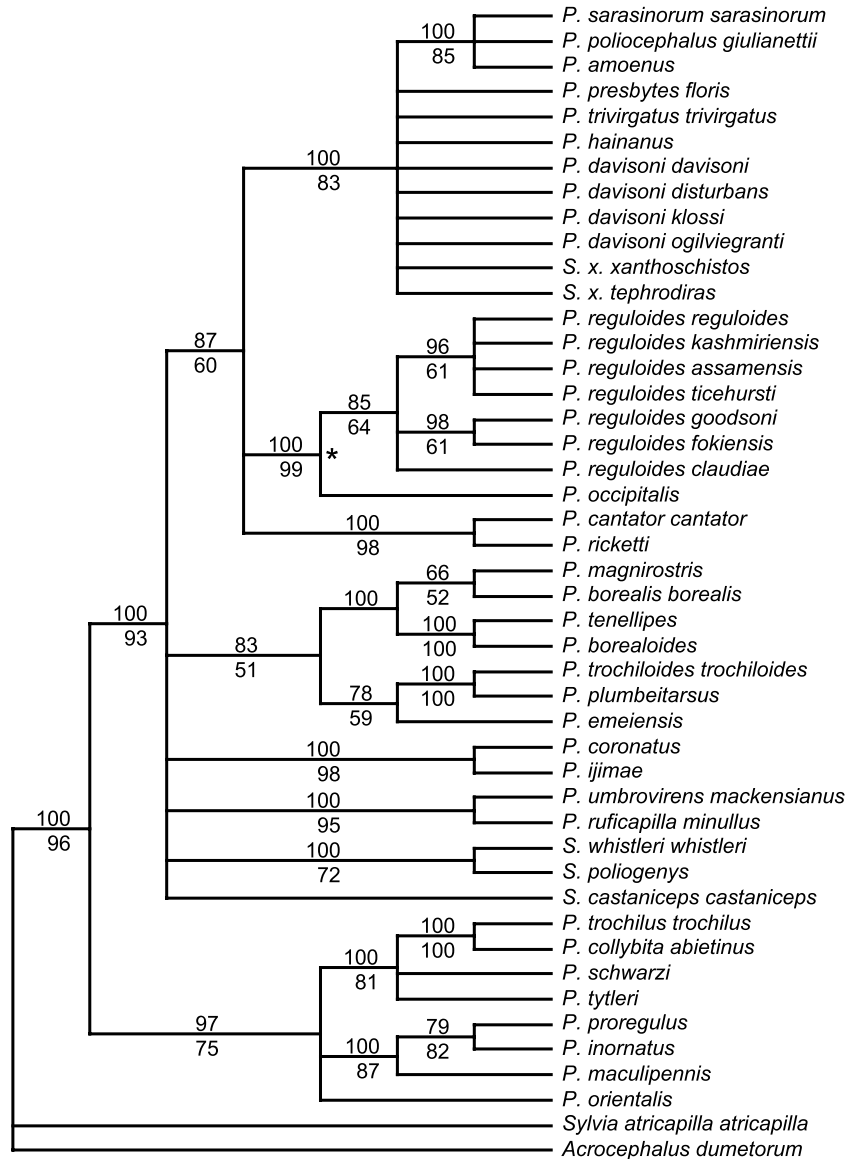 P. sarasinorum sarasinorum
100
P. poliocephalus giulianettii
85
P. amoenus
P. presbytes floris
P. trivirgatus trivirgatus
P. hainanus
100
P. davisoni davisoni
83
P. davisoni disturbans
P. davisoni klossi
P. davisoni ogilviegranti
S. x. xanthoschistos
S. x. tephrodiras
P. reguloides reguloides
87
96
P. reguloides kashmiriensis
60
61
P. reguloides assamensis
P. reguloides ticehursti
85
98
P. reguloides goodsoni
64
61
P. reguloides fokiensis
100
*
99
P. reguloides claudiae
P. occipitalis
100
P. cantator cantator
98
P. ricketti
66
P. magnirostris
52
P. borealis borealis
100
100
93
100
P. tenellipes
100
P. borealoides
83
51
100
P. trochiloides trochiloides
100
P. plumbeitarsus
78
59
P. emeiensis
100
P. coronatus
98
P. ijimae
100
P. umbrovirens mackensianus
95
P. ruficapilla minullus
100
96
100
S. whistleri whistleri
72
S. poliogenys
S. castaniceps castaniceps
100
P. trochilus trochilus
100
P. collybita abietinus
100
81
P. schwarzi
P. tytleri
97
75
79
P. proregulus
82
P. inornatus
100
87
P. maculipennis
P. orientalis
Sylvia atricapilla atricapilla
Acrocephalus dumetorum